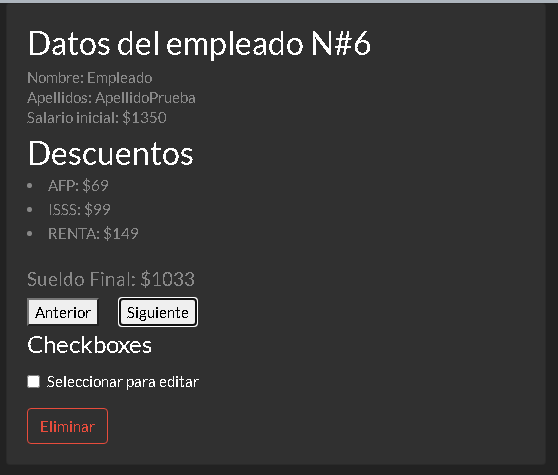 Datos del empleado N#6
Nombre: Empleado
Apellidos: ApellidoPrueba
Salario inicial: $1350
Descuentos
• AFP: $69
• ISSS: $99
• RENTA: $149
Sueldo Final: $1033
Anterior Siguiente
Checkboxes
Seleccionar para editar
Eliminar